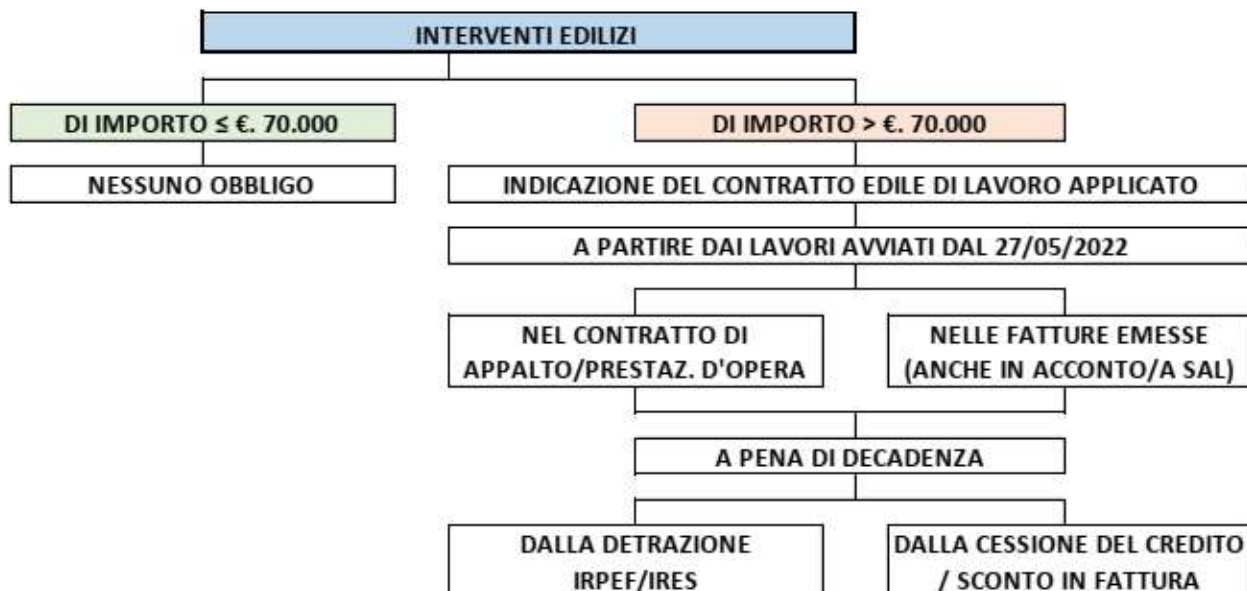 INTERVENTI EDILIZI
DI IMPORTO ≤ €. 70.000
DI IMPORTO > €. 70.000
NESSUNO OBBLIGO
INDICAZIONE DEL CONTRATTO EDILE DI LAVORO APPLICATO
A PARTIRE DAI LAVORI AVVIATI DAL 27/05/2022
NEL CONTRATTO DI
APPALTO/PRESTAZ. D'OPERA
NELLE FATTURE EMESSE
(ANCHE IN ACCONTO/A SAL)
A PENA DI DECADENZA
DALLA DETRAZIONE
IRPEF/IRES
DALLA CESSIONE DEL CREDITO
/ SCONTO IN FATTURA